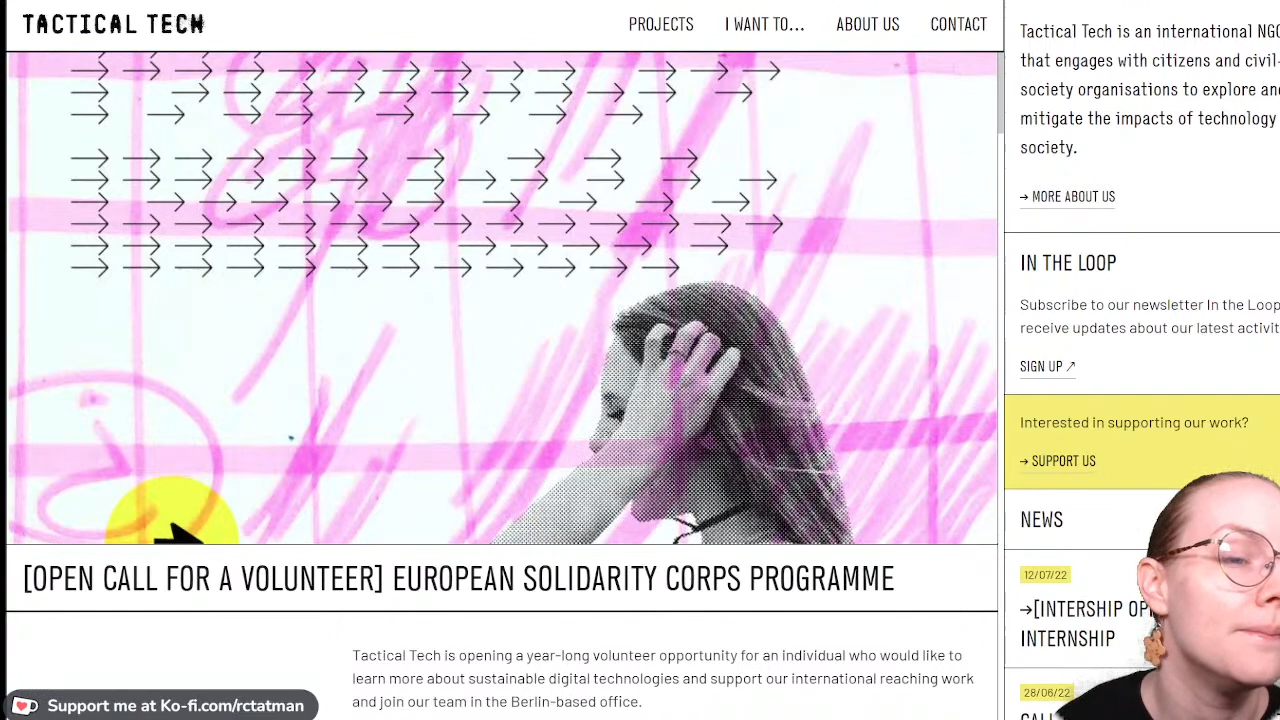 TACTICAL TECH
PROJECTS
I WANT TO...
ABOUT US
CONTACT
[OPEN CALL FOR A VOLUNTEER] EUROPEAN SOLIDARITY CORPS PROGRAMME
Tactical Tech is opening a year-long volunteer opportunity for an individual who would like to
learn more about sustainable digital technologies and support our international reaching work
and join our team in the Berlin-based office.
Support me at Ko-fi.com/rctatman
Tactical Tech is an international NGO
that engages with citizens and civil-
society organisations to explore and
mitigate the impacts of technology
society.
→ MORE ABOUT US
IN THE LOOP
Subscribe to our newsletter In the Loop
receive updates about our latest activit
SIGN UP ↗
Interested in supporting our work?
→ SUPPORT US
NEWS
12/07/22
→[INTERSHIP OP
INTERNSHIP
28/06/22